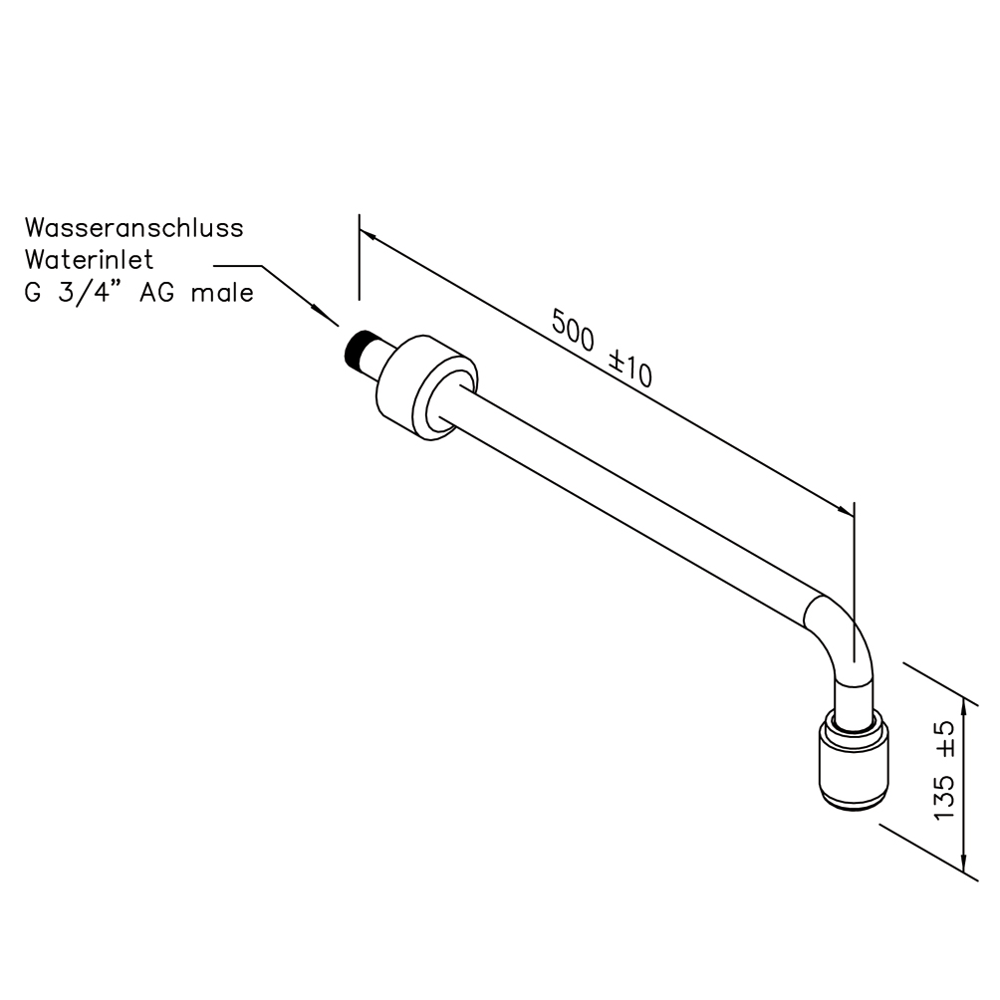 Wasseranschluss
Waterinlet
G 3/4” AG male
500 ±10
135 ±5